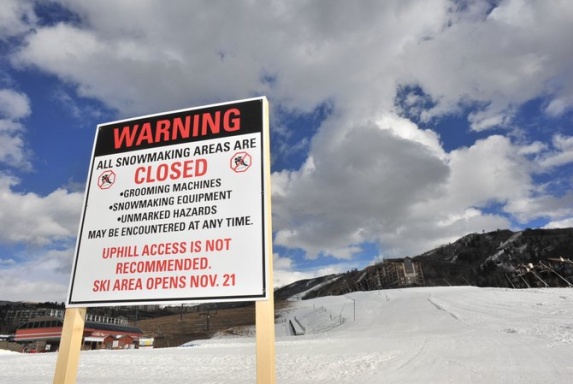 WARNING
ALL SNOWMAKING AREAS ARE
CLOSED
•GROOMING MACHINES
•SNOWMAKING EQUIPMENT
•UNMARKED HAZARDS
MAY BE ENCOUNTERED AT ANY TIME.
UPHILL ACCESS IS NOT
RECOMMENDED.
SKI AREA OPENS NOV. 21